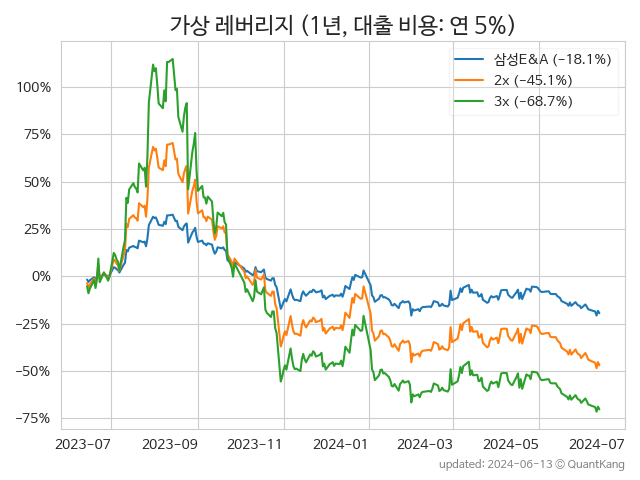 가상 레버리지 (1년, 대출 비용: 연 5%)
삼성E&A (-18.1%)
2x (-45.1%)
3x (-68.7%)
100%
75%
50%
25%
0%
−25%
−50%
−75%
2023-07 2023-09 2023-11 2024-01 2024-03 2024-05 2024-07
updated: 2024-06-13 © QuantKang